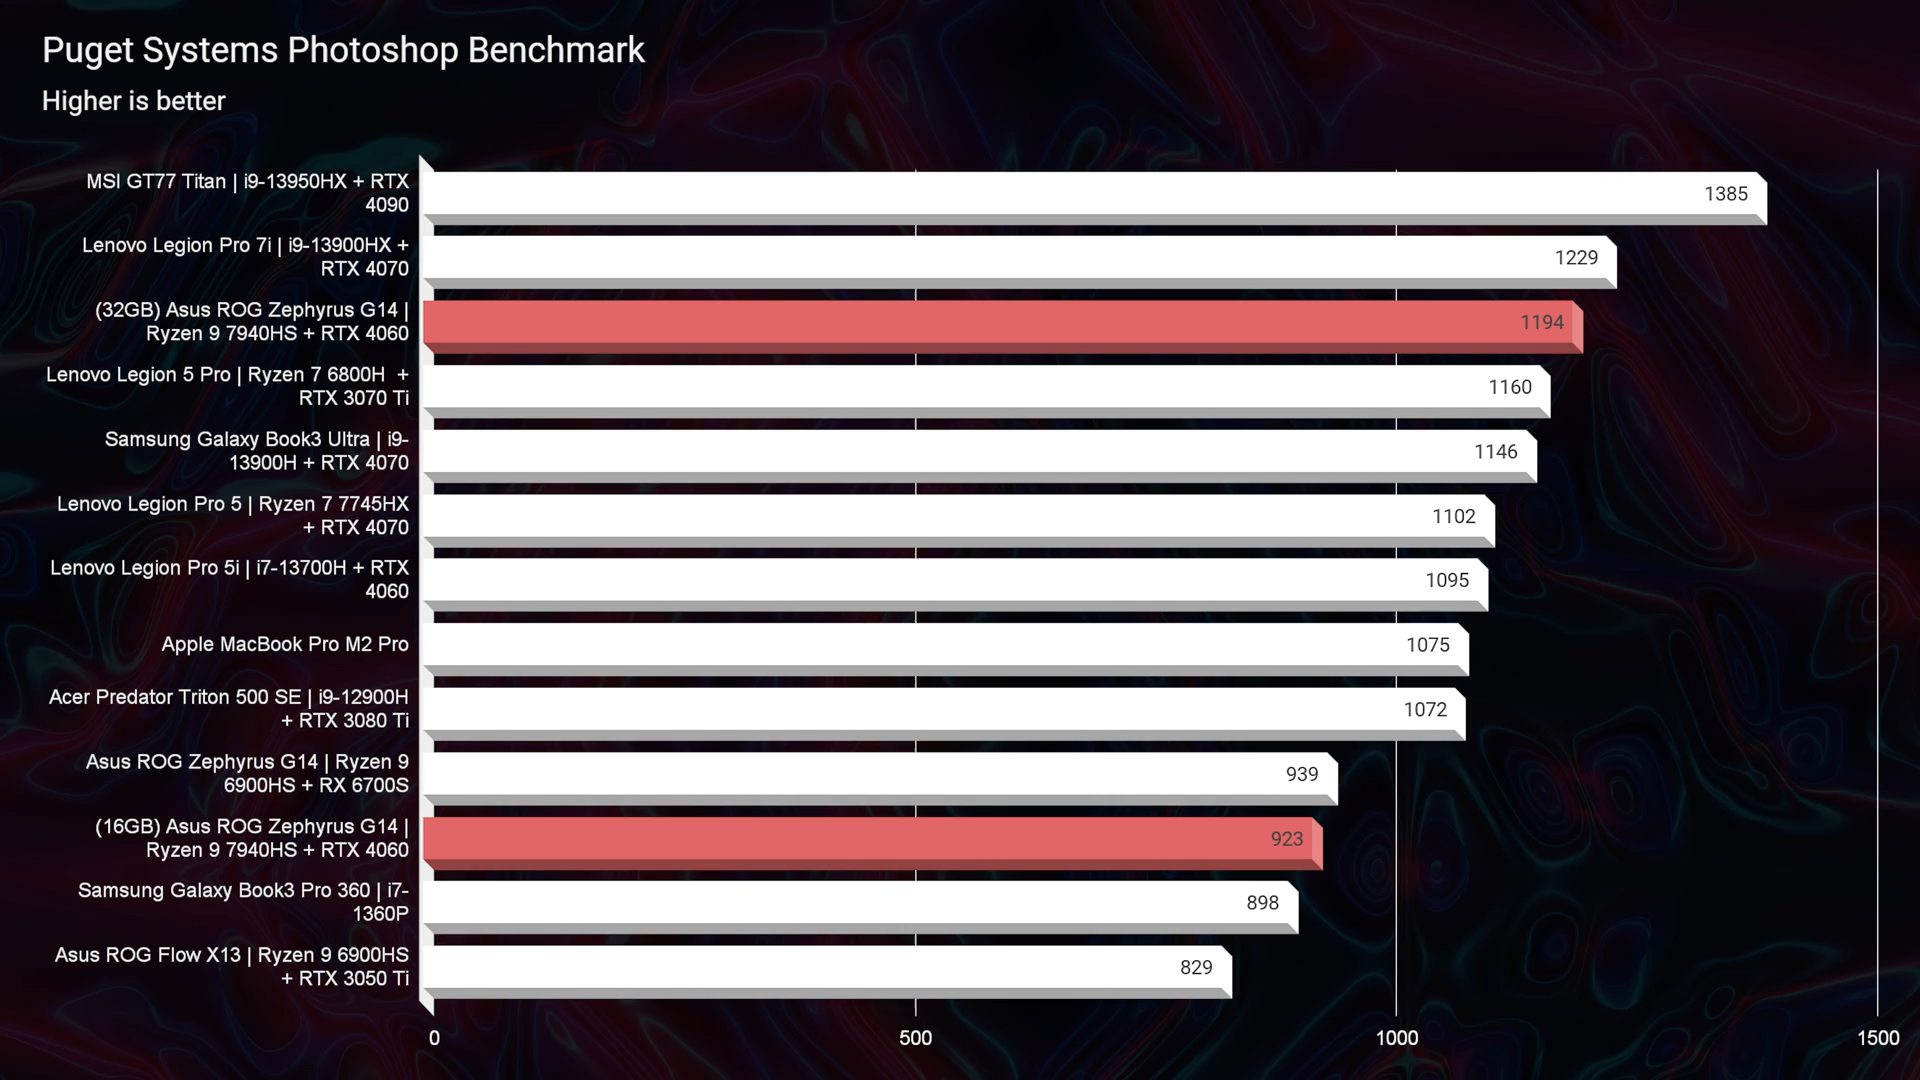 Puget Systems Photoshop Benchmark
Higher is better
MSI GT77 Titan | i9-13950HX + RTX
4090
1385
Lenovo Legion Pro 7i | i9-13900HX +
RTX 4070
1229
(32GB) Asus ROG Zephyrus G14 |
Ryzen 9 7940HS + RTX 4060
1194
Lenovo Legion 5 Pro | Ryzen 7 6800H  +
RTX 3070 Ti
1160
Samsung Galaxy Book3 Ultra | i9-
13900H + RTX 4070
1146
Lenovo Legion Pro 5 | Ryzen 7 7745HX
+ RTX 4070
1102
Lenovo Legion Pro 5i | i7-13700H + RTX
4060
1095
Apple MacBook Pro M2 Pro
1075
Acer Predator Triton 500 SE | i9-12900H
+ RTX 3080 Ti
1072
Asus ROG Zephyrus G14 | Ryzen 9
6900HS + RX 6700S
939
(16GB) Asus ROG Zephyrus G14 |
Ryzen 9 7940HS + RTX 4060
923
Samsung Galaxy Book3 Pro 360 | i7-
1360P
898
Asus ROG Flow X13 | Ryzen 9 6900HS
+ RTX 3050 Ti
829
0 500 1000 1500